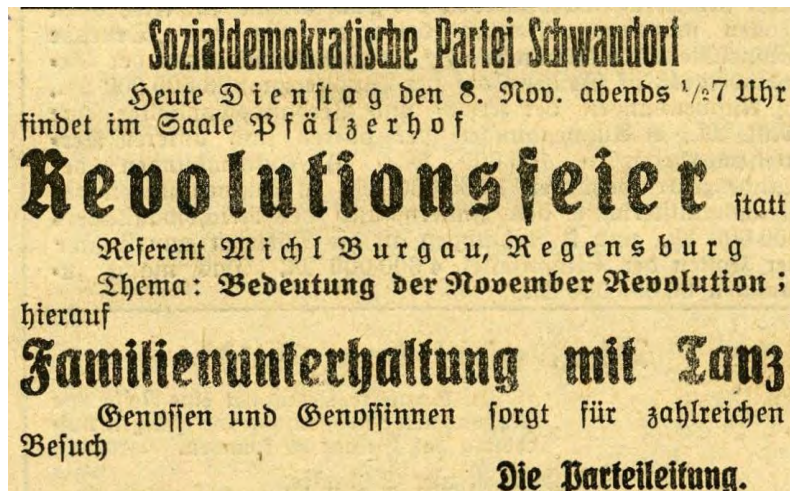 Sozialdemokratische Partei Schwandorf
Heute Dienstag den 8. Nov. abends ½7 Uhr
findet im Saale Pfälzerhof
Revolutionsfeier statt
Referent Michl Burgau, Regensburg
Thema: Bedeutung der November Revolution;
hierauf
Familienunterhaltung mit Tanz
Genossen und Genossinnen sorgt für zahlreichen
Besuch
Die Parteileitung.